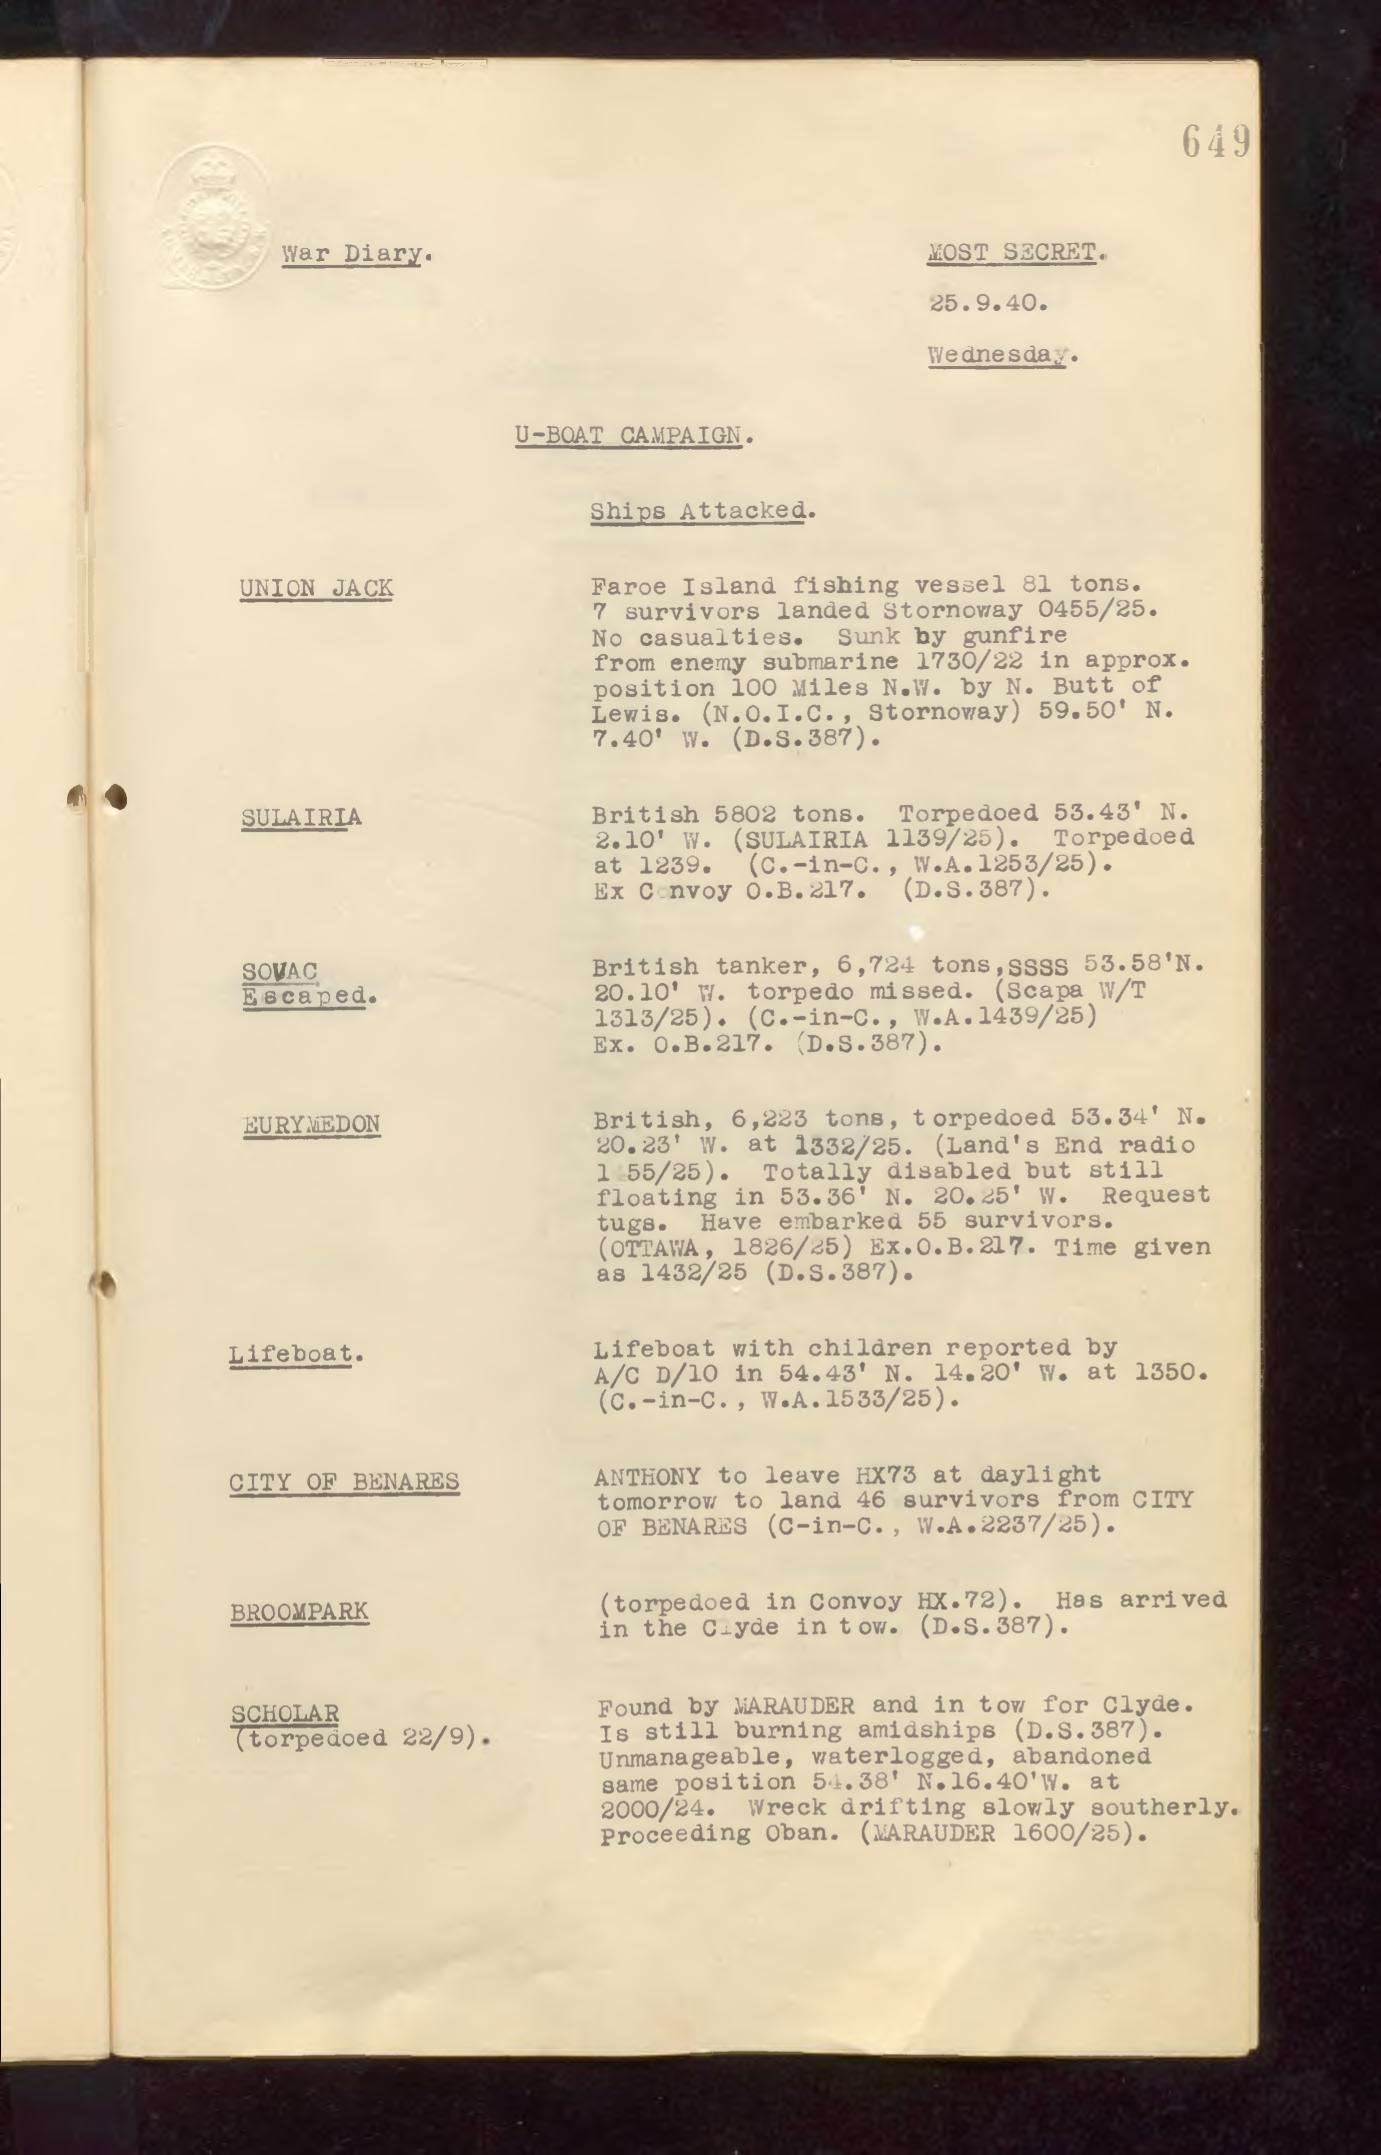 649
War Diary.
MOST SECRET.
25.9.40.
Wednesday.
U-BOAT CAMPAIGN.
Ships Attacked.
UNION JACK
Faroe Island fishing vessel 81 tons.
7 survivors landed Stornoway 0455/25.
No casualties. Sunk by gunfire
from enemy submarine 1730/22 in approx.
position 100 Miles N.W. by N. Butt of
Lewis. (N.O.I.C., Stornoway) 59.50' N.
7.40' W. (D.S.387).
SULAIRIA
British 5802 tons. Torpedoed 53.43' N.
2.10' W. (SULAIRIA 1139/25). Torpedoed
at 1239. (C.-in-C., W.A.1253/25).
Ex Convoy O.B.217. (D.S.387).
SOVAC
Escaped.
British tanker, 6,724 tons,SSSS 53.58'N.
20.10' W. torpedo missed. (Scapa W/T
1313/25). (C.-in-C., W.A.1439/25)
Ex. O.B.217. (D.S.387).
EURYMEDON
British, 6,223 tons, torpedoed 53.34' N.
20.23' W. at 1332/25. (Land's End radio
55/25). Totally disabled but still
floating in 53.36' N. 20.25' W. Request
tugs. Have embarked 55 survivors.
(OTTAWA, 1826/25) Ex.O.B.217. Time given
as 1432/25 (D.S.387).
Lifeboat.
Lifeboat with children reported by
A/C D/10 in 54.43' N. 14.20' W. at 1350.
(C.-in-C., W.A.1533/25).
CITY OF BENARES
ANTHONY to leave HX73 at daylight
tomorrow to land 46 survivors from CITY
OF BENARES (C-in-C., W.A.2237/25).
BROOMPARK
(torpedoed in Convoy HX.72). Has arrived
in the Clyde in tow. (D.S.387).
SCHOLAR
(torpedoed 22/9).
Found by MARAUDER and in tow for Clyde.
Is still burning amidships (D.S.387).
Unmanageable, waterlogged, abandoned
same position 54.38' N.16.40'W. at
2000/24. Wreck drifting slowly southerly.
Proceeding Oban. (MARAUDER 1600/25).